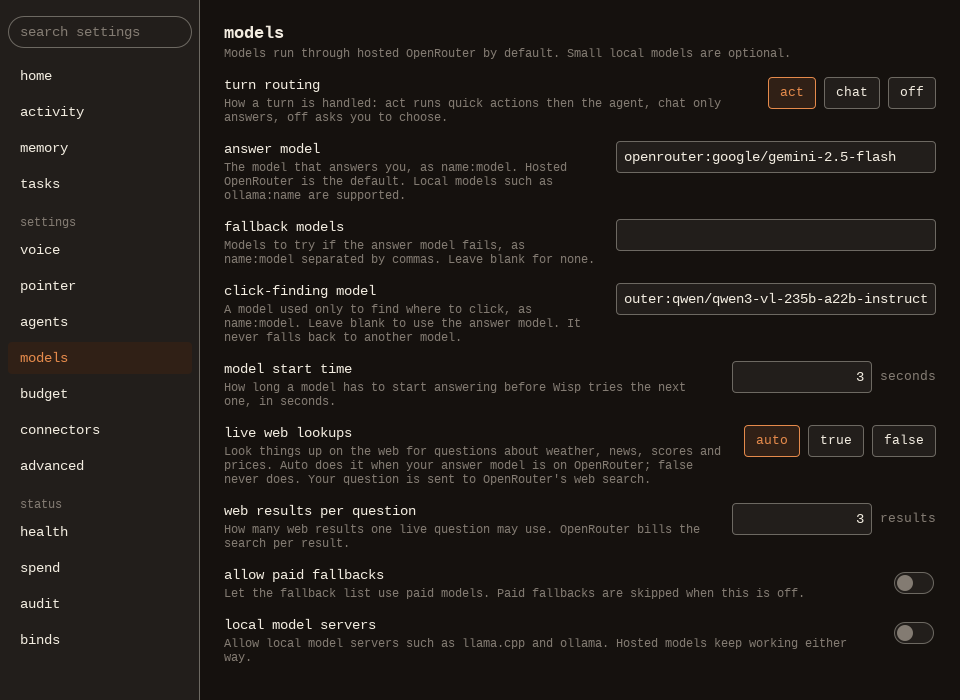 search settings
home
activity
memory
tasks
settings
voice
pointer
agents
models
budget
connectors
advanced
status
health
spend
audit
binds
models
Models run through hosted OpenRouter by default. Small local models are optional.
turn routing
How a turn is handled: act runs quick actions then the agent, chat only
answers, off asks you to choose.
act chat off
answer model
The model that answers you, as name:model. Hosted
OpenRouter is the default. Local models such as
ollama:name are supported.
openrouter:google/gemini-2.5-flash
fallback models
Models to try if the answer model fails, as
name:model separated by commas. Leave blank for none.
click-finding model
A model used only to find where to click, as
name:model. Leave blank to use the answer model. It
never falls back to another model.
outer:qwen/qwen3-vl-235b-a22b-instruct
model start time
How long a model has to start answering before Wisp tries the next
one, in seconds.
3 seconds
live web lookups
Look things up on the web for questions about weather, news, scores and
prices. Auto does it when your answer model is on OpenRouter; false
never does. Your question is sent to OpenRouter's web search.
auto true false
web results per question
How many web results one live question may use. OpenRouter bills the
search per result.
3 results
allow paid fallbacks
Let the fallback list use paid models. Paid fallbacks are skipped when this is off.
local model servers
Allow local model servers such as llama.cpp and ollama. Hosted models keep working either
way.